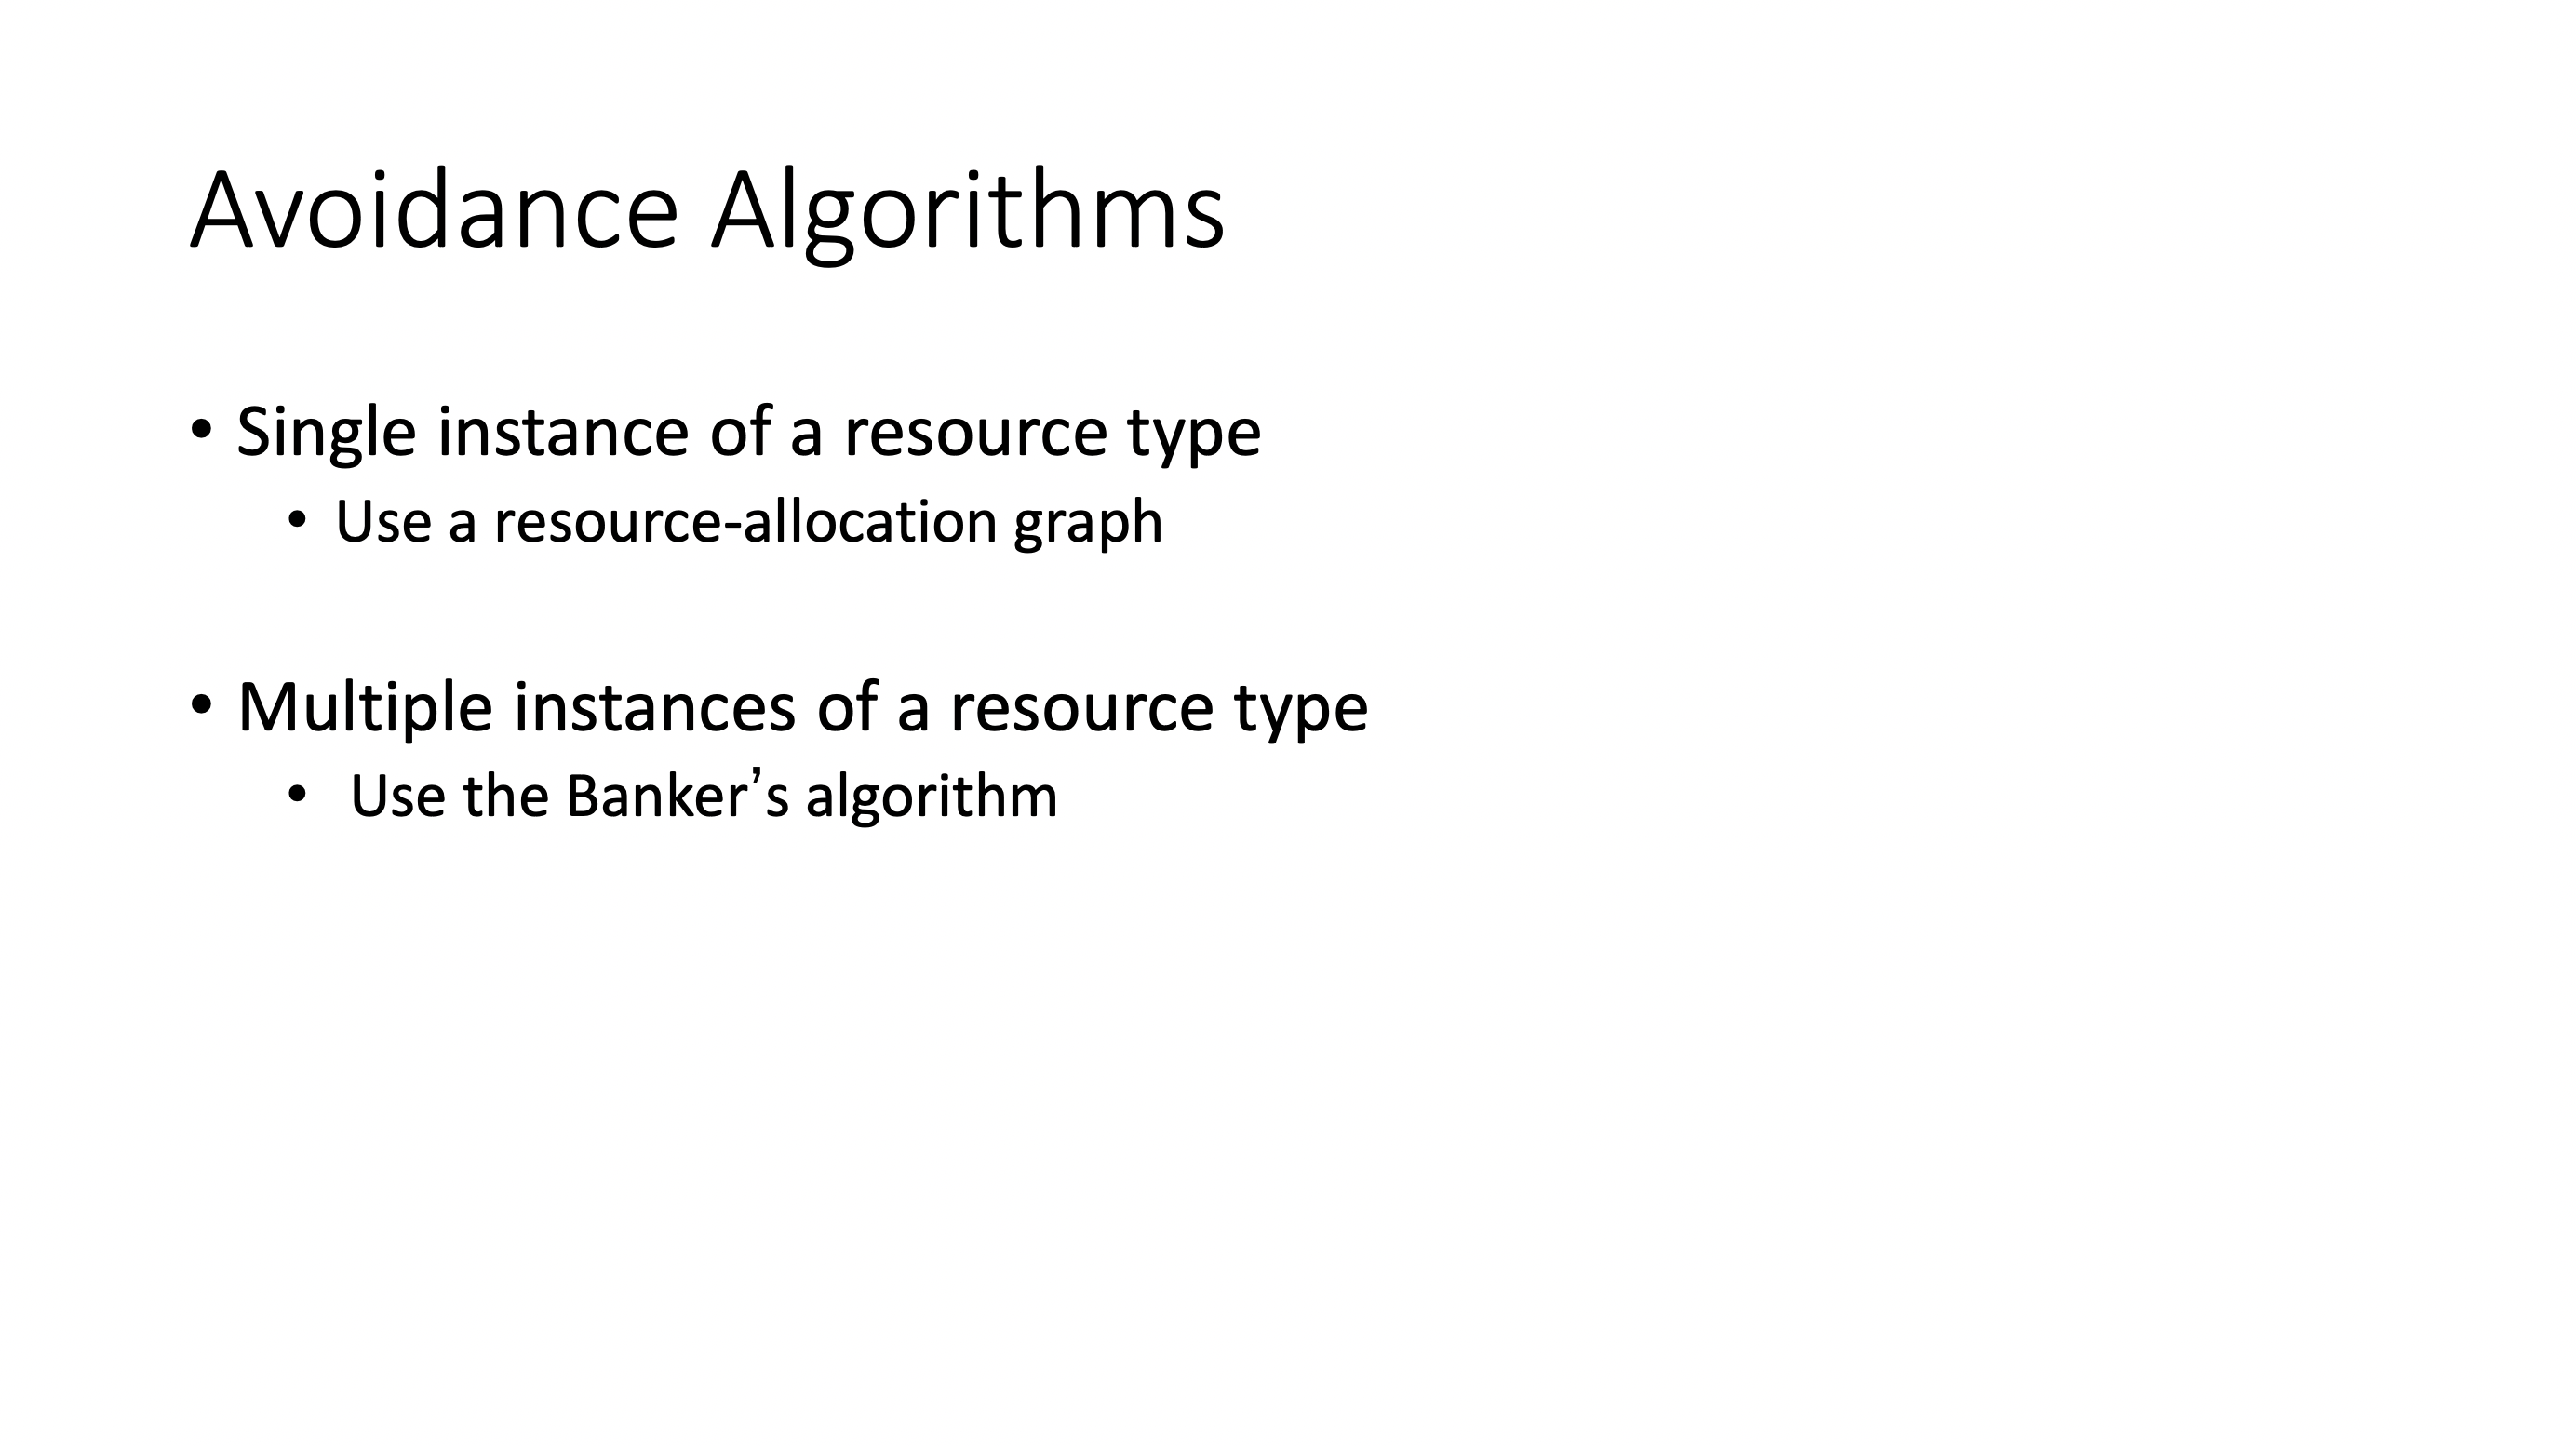 Avoidance Algorithms
• Single instance of a resource type
• Use a resource-allocation graph
• Multiple instances of a resource type
• Use the Banker’s algorithm